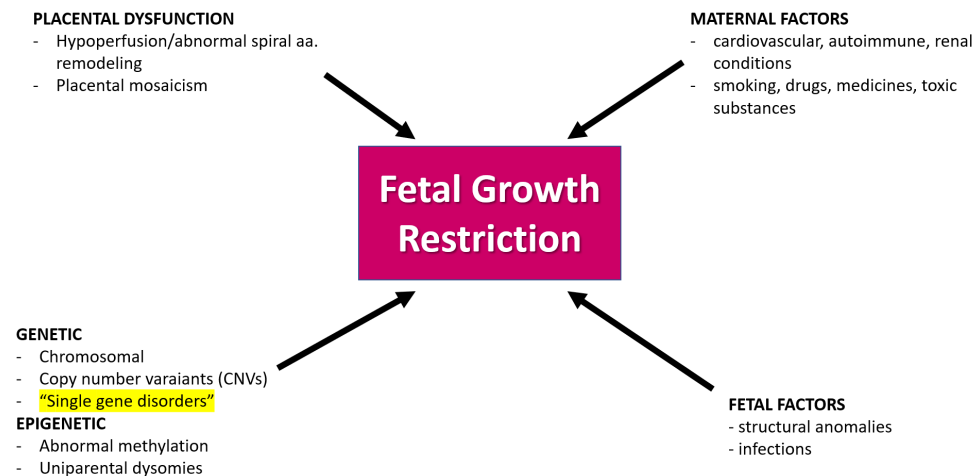 PLACENTAL DYSFUNCTION
- Hypoperfusion/abnormal spiral aa.
remodeling
- Placental mosaicism
MATERNAL FACTORS
- cardiovascular, autoimmune, renal
conditions
- smoking, drugs, medicines, toxic
substances
Fetal Growth
Restriction
GENETIC
- Chromosomal
- Copy number varaiants (CNVs)
- “Single gene disorders”
EPIGENETIC
- Abnormal methylation
- Uniparental dysomies
FETAL FACTORS
- structural anomalies
- infections